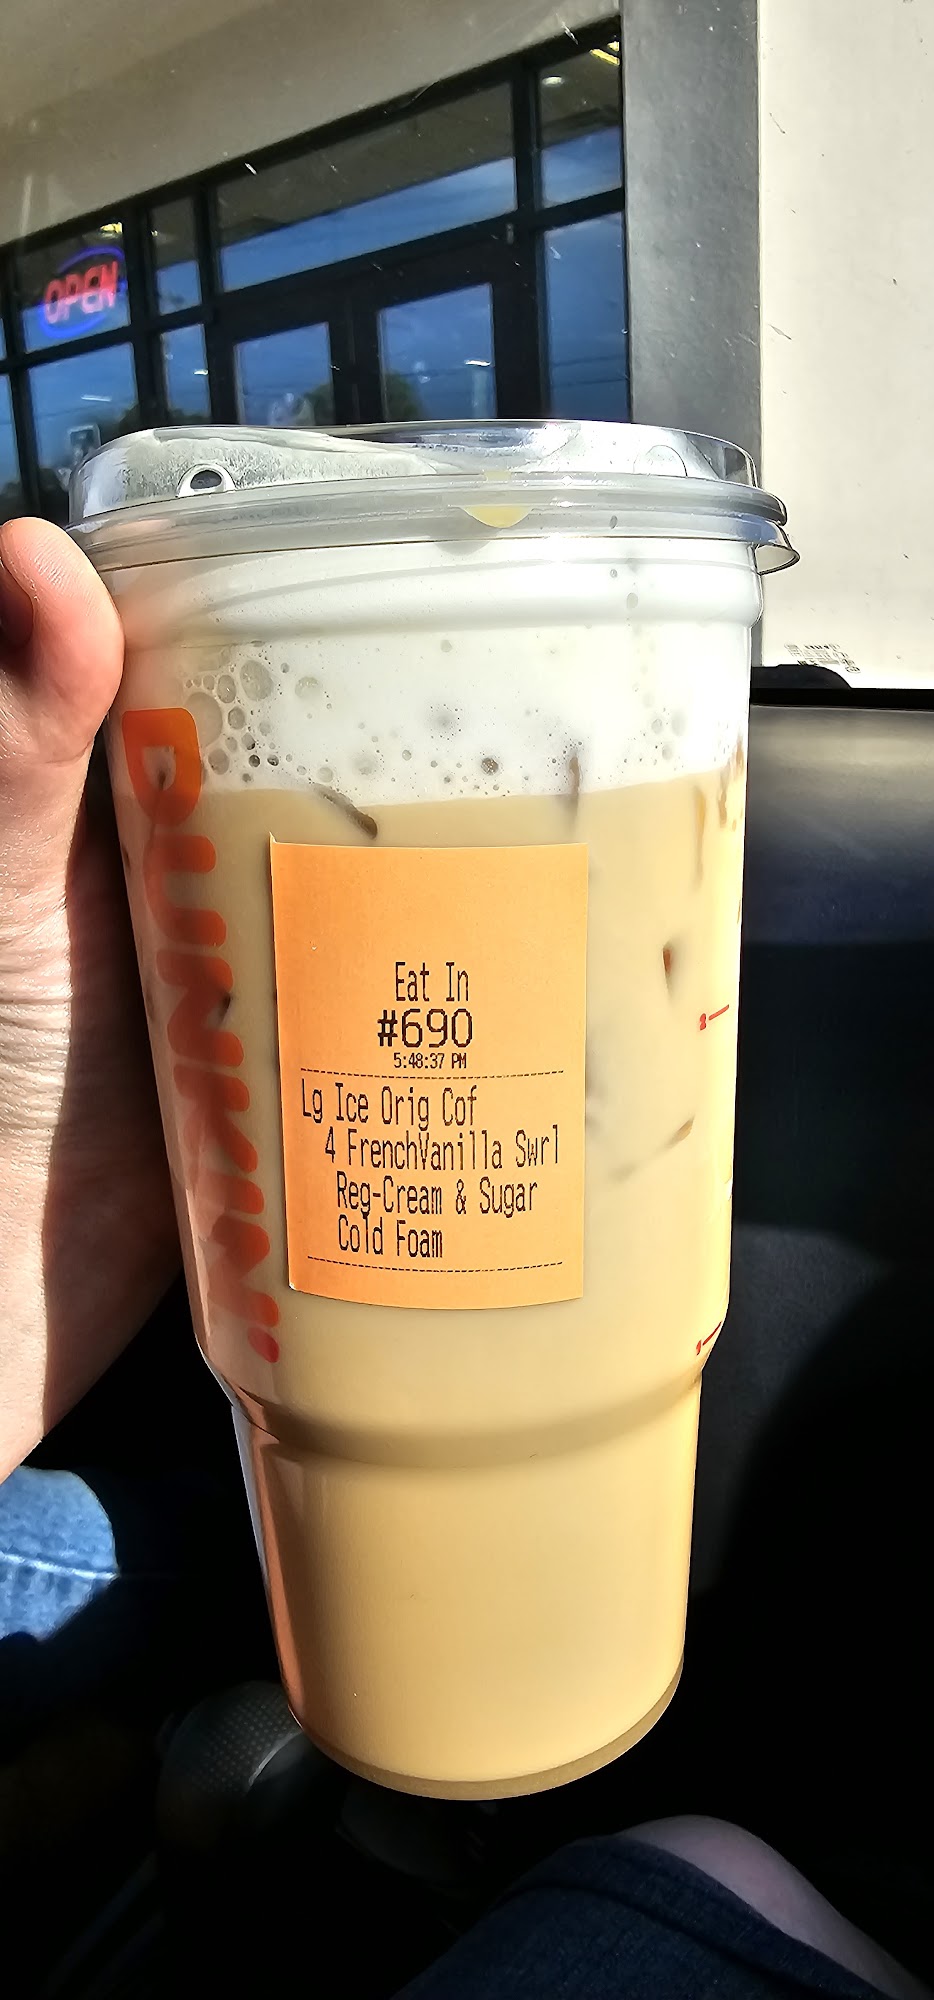 OPEN
DUNKIN'
Eat In
#690
5:48:37 PM
Lg Ice Orig Cof
4 FrenchVanilla Swrl
Reg-Cream & Sugar
Cold Foam